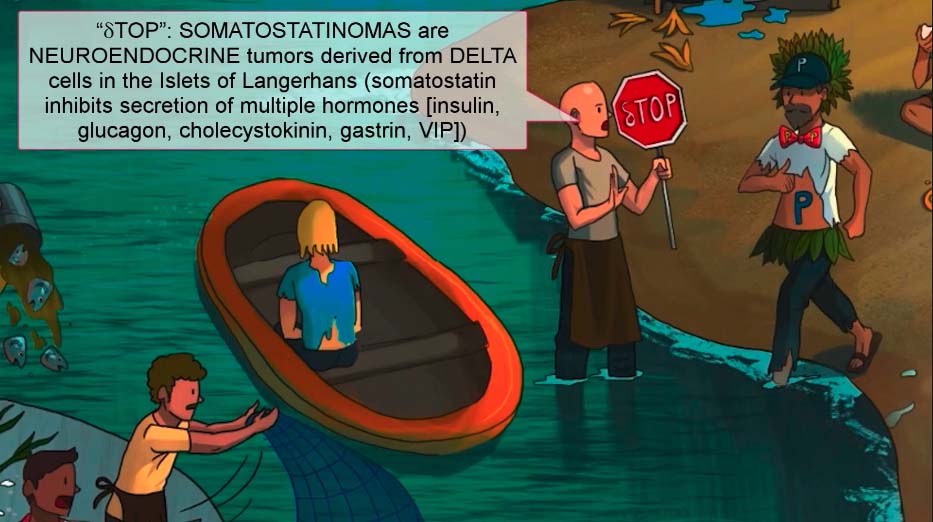 “δTOP”: SOMATOSTATINOMAS are
NEUROENDOCRINE tumors derived from DELTA
cells in the Islets of Langerhans (somatostatin
inhibits secretion of multiple hormones [insulin,
glucagon, cholecystokinin, gastrin, VIP])
δTOP
P
P P
P